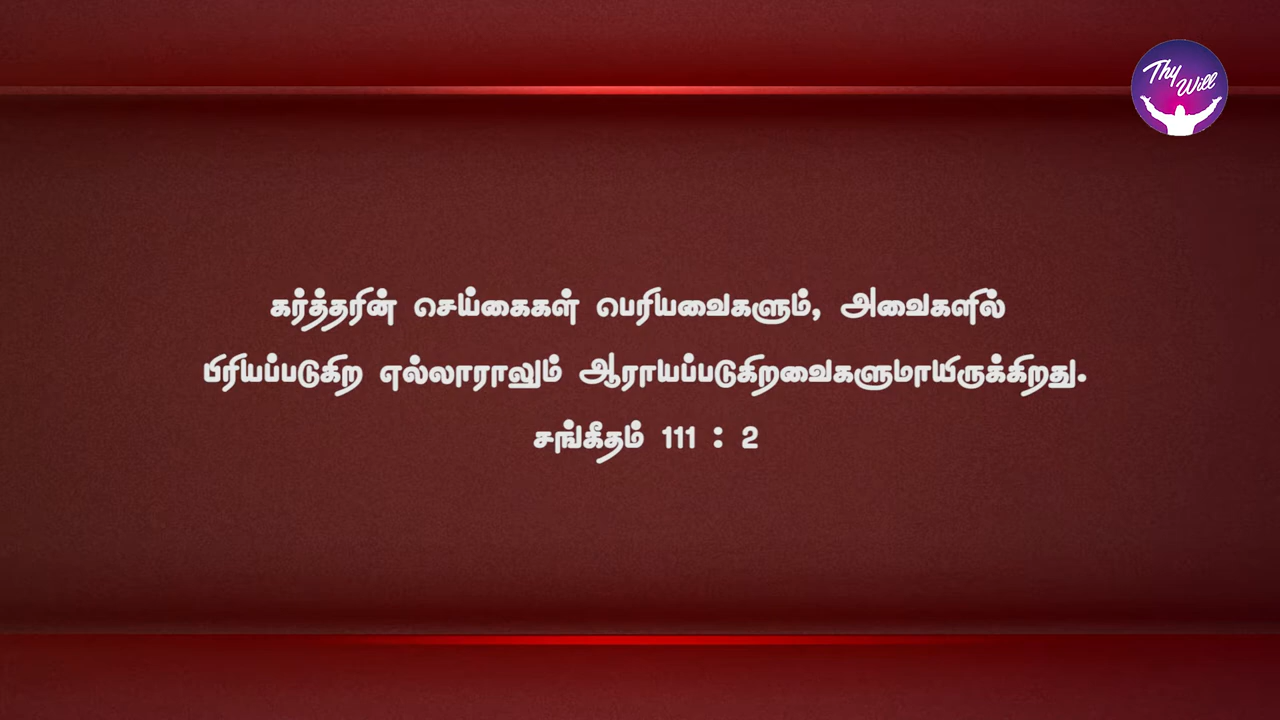 Thy Will
கர்த்தரின் செய்கைகள் பெரியவைகளும், அவைகளில்
பிரியப்படுகிற எல்லாராலும் ஆராயப்படுகிறவைகளுமாயிருக்கிறது.
சங்கீதம் 111 : 2